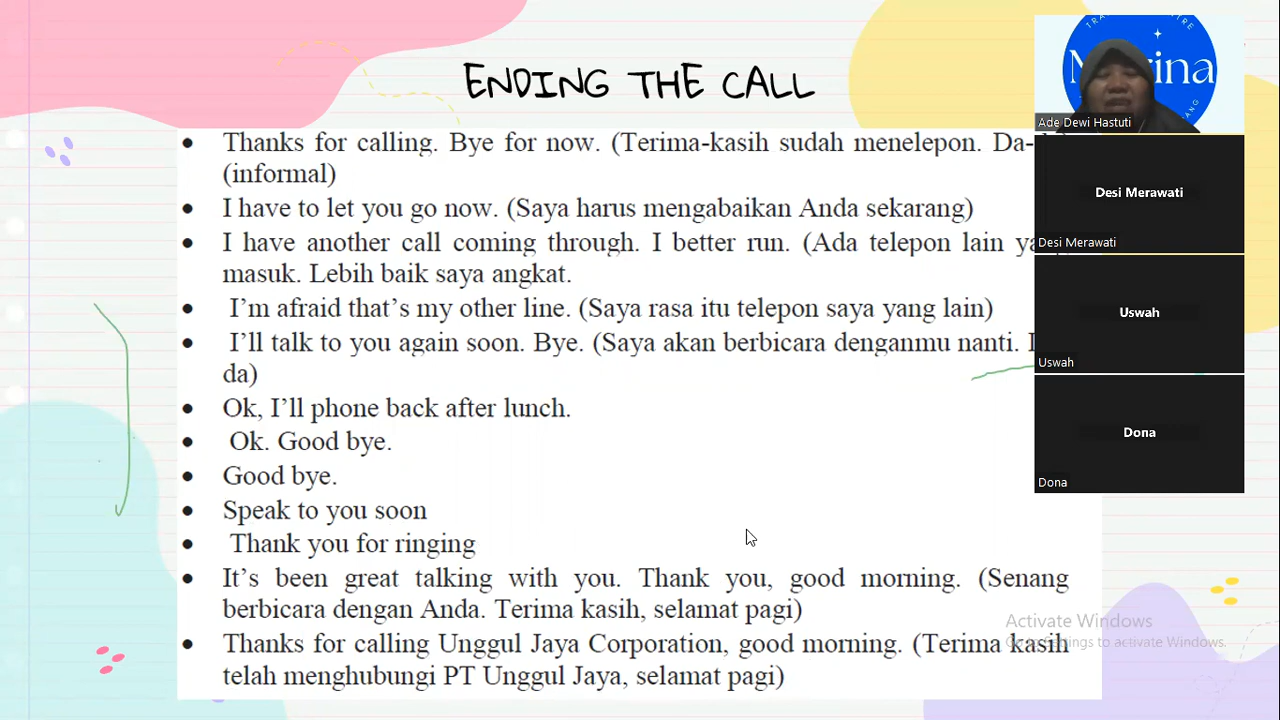 ENDING THE CALL
• Thanks for calling. Bye for now. (Terima-kasih sudah menelepon. Da-
(informal)
• I have to let you go now. (Saya harus mengabaikan Anda sekarang)
• I have another call coming through. I better run. (Ada telepon lain
masuk. Lebih baik saya angkat.
• I'm afraid that's my other line. (Saya rasa itu telepon saya yang lain)
• I'll talk to you again soon. Bye. (Saya akan berbicara denganmu nanti.
da)
• Ok, I'll phone back after lunch.
• Ok. Good bye.
• Good bye.
• Speak to you soon
• Thank you for ringing
• It's been great talking with you. Thank you, good morning. (Senang
berbicara dengan Anda. Terima kasih, selamat pagi)
• Thanks for calling Unggul Jaya Corporation, good morning. (Terima kasih
telah menghubungi PT Unggul Jaya, selamat pagi)
Ade Dewi Hastuti
Desi Merawati
Desi Merawati
Uswah
Uswah
Dona
Dona
Activate Windows
Go to Settings to activate Windows.